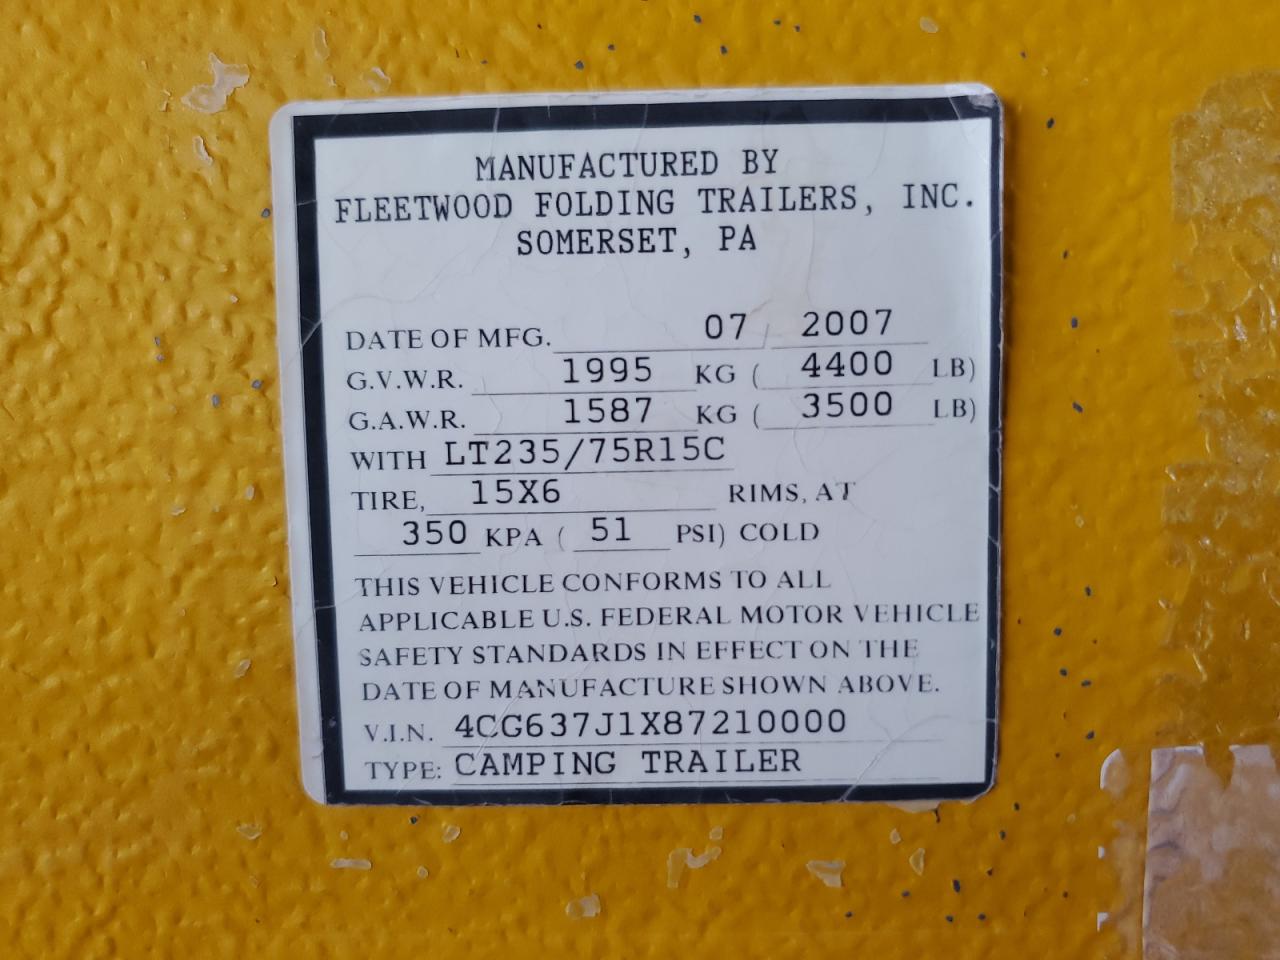 MANUFACTURED BY
FLEETWOOD FOLDING TRAILERS, INC.
SOMERSET, PA
DATE OF MFG. 07 / 2007
G.V.W.R. 1995 KG ( 4400 LB)
G.A.W.R. 1587 KG ( 3500 LB)
WITH LT235/75R15C
TIRE, 15X6 RIMS, AT
350 KPA ( 51 PSI) COLD
THIS VEHICLE CONFORMS TO ALL
APPLICABLE U.S. FEDERAL MOTOR VEHICLE
SAFETY STANDARDS IN EFFECT ON THE
DATE OF MANUFACTURE SHOWN ABOVE.
V.I.N. 4CG637J1X87210000
TYPE: CAMPING TRAILER